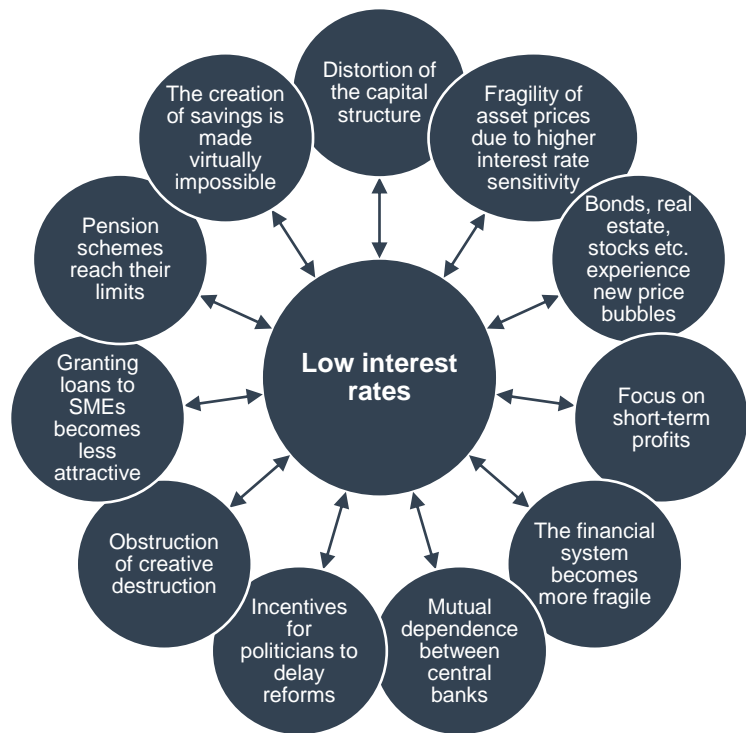 Distortion of
the capital
structure
Fragility of
asset prices
due to higher
interest rate
sensitivity
Bonds, real
estate,
stocks etc.
experience
new price
bubbles
Focus on
short-term
profits
The financial
system
becomes
more fragile
Mutual
dependence
between
central
banks
Incentives
for
politicians to
delay
reforms
Obstruction
of creative
destruction
Granting
loans to
SMEs
becomes
less
attractive
Pension
schemes
reach their
limits
The creation
of savings is
made
virtually
impossible
Low interest
rates